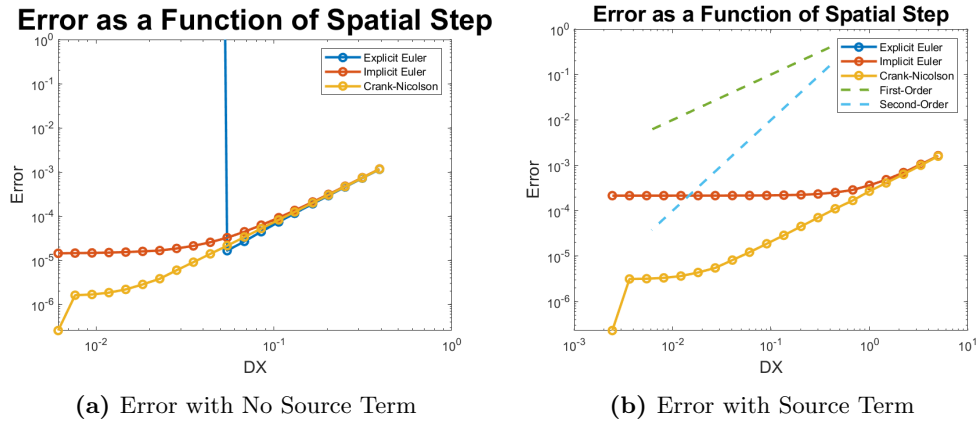 Error as a Function of Spatial Step
10^0
10^-1
10^-2
10^-3
10^-4
10^-5
10^-6
Error
Explicit Euler
Implicit Euler
Crank-Nicolson
10^-2
10^-1
10^0
DX
(a) Error with No Source Term
Error as a Function of Spatial Step
10^0
10^-1
10^-2
10^-3
10^-4
10^-5
10^-6
Error
Explicit Euler
Implicit Euler
Crank-Nicolson
First-Order
Second-Order
10^-3
10^-2
10^-1
10^0
10^1
DX
(b) Error with Source Term